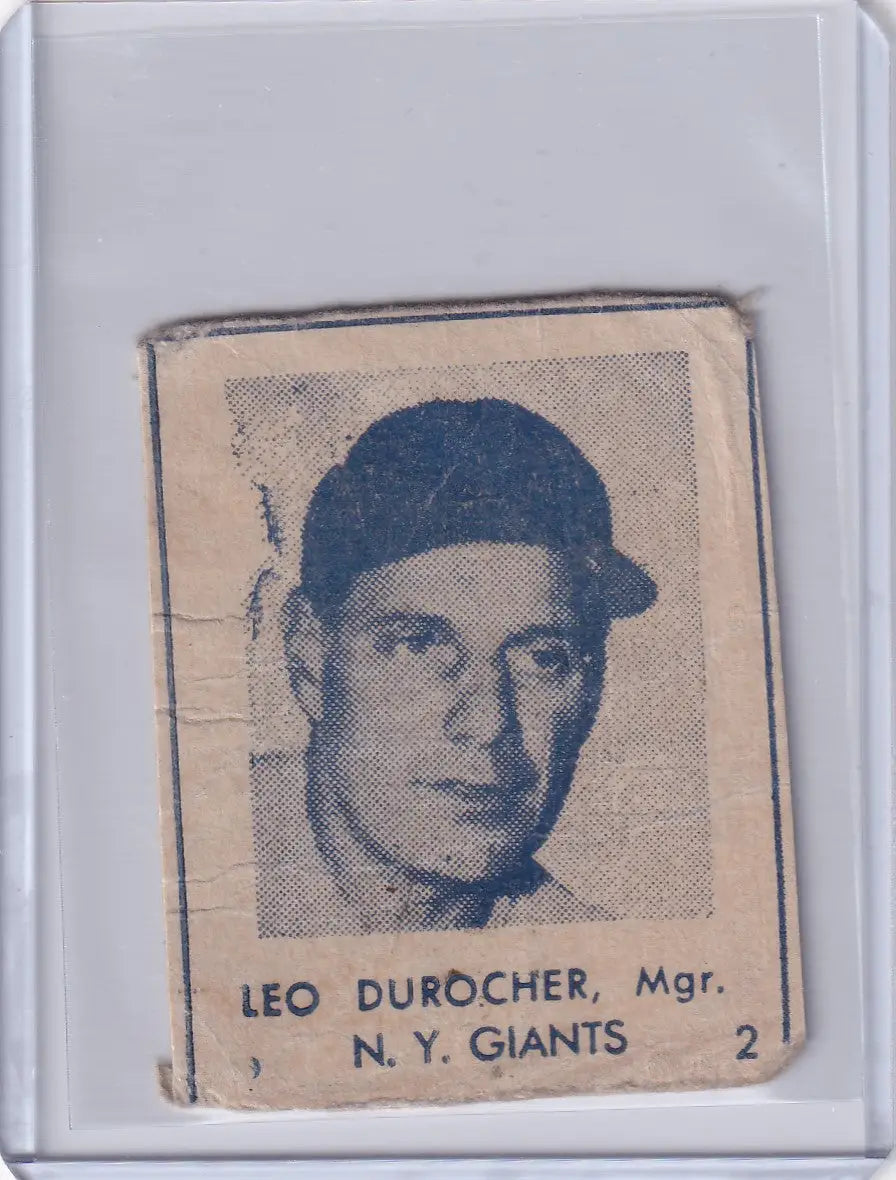 LEO DUROCHER, Mgr.
N. Y. GIANTS 2